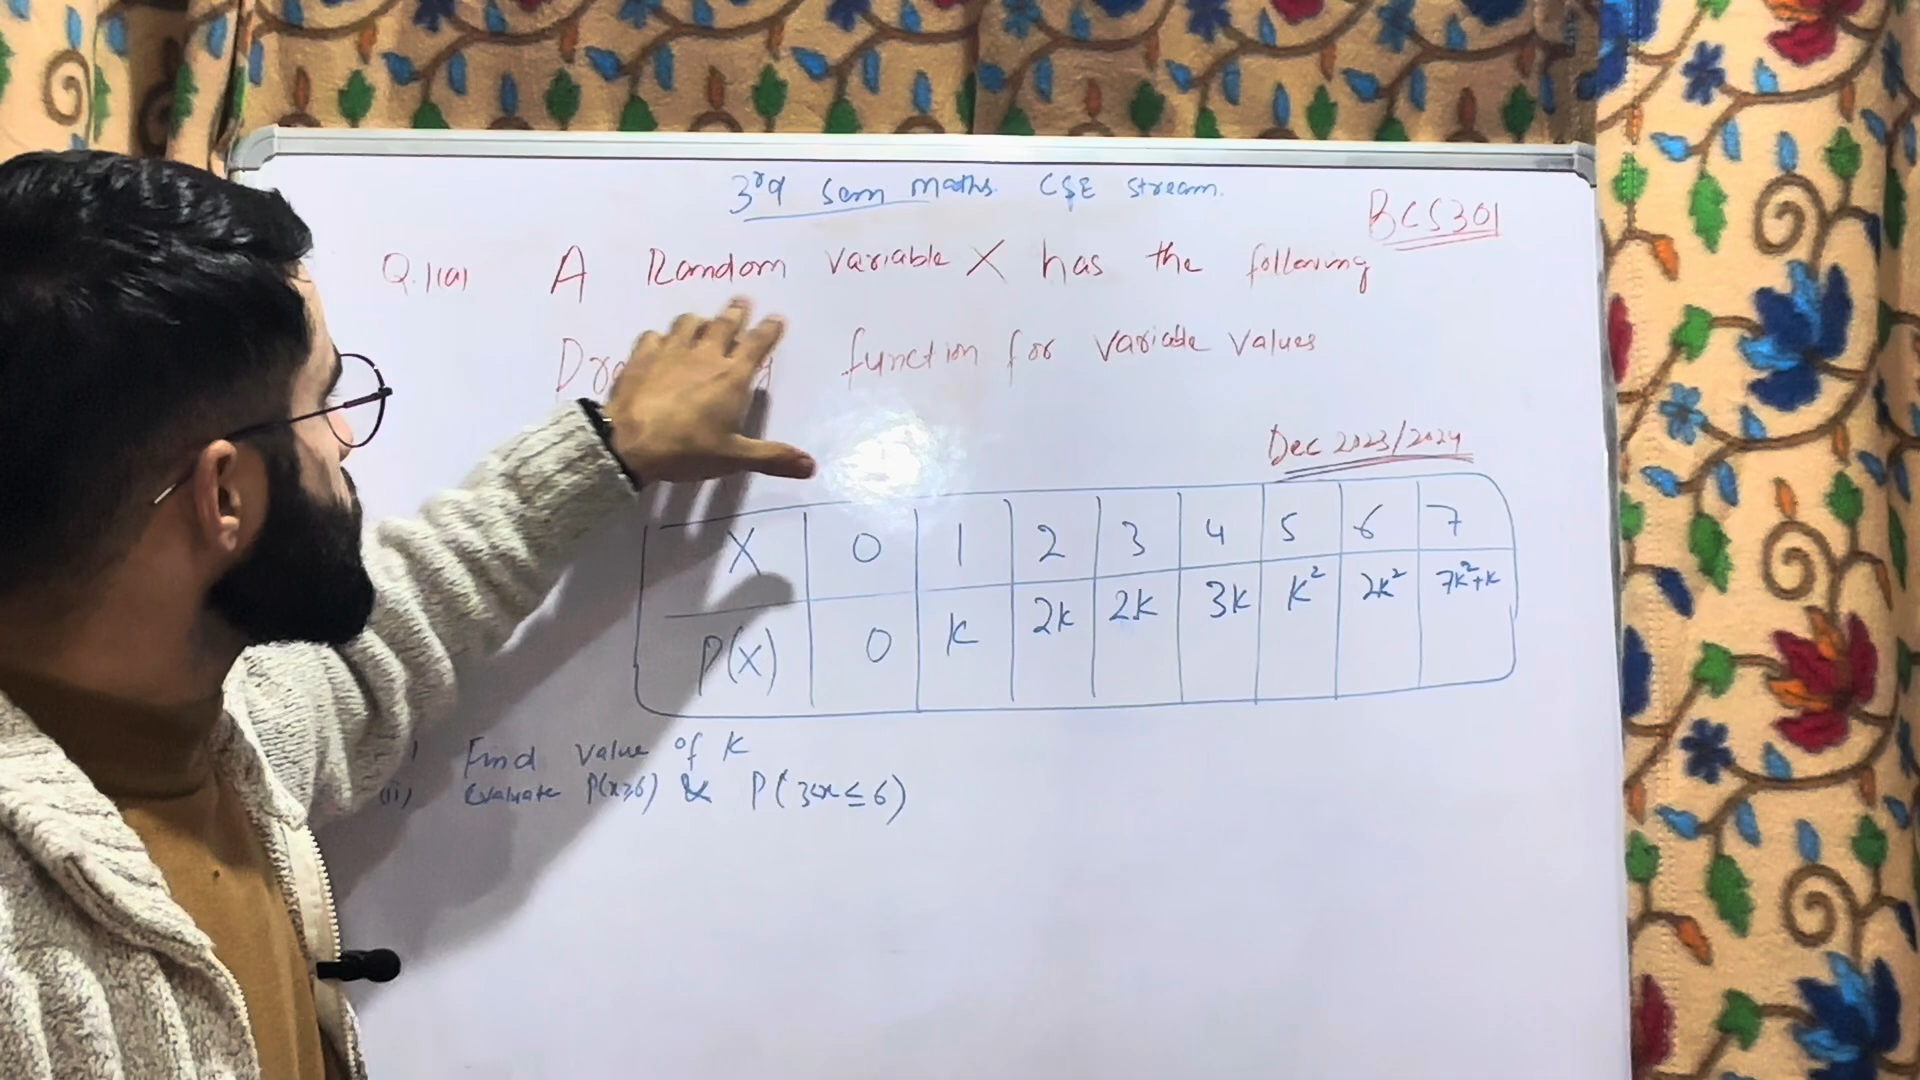 3rd Sem Maths CSE Stream.
BCS301
Q.1(a) A Random Variable X has the following
function for variable values
Dec 2023/2024
X 0 1 2 3 4 5 6 7
P(X) 0 K 2K 2K 3K K² 2K² 7K²+K
i Find value of K
(ii) Evaluate P(x≥6) & P(3<x≤6)